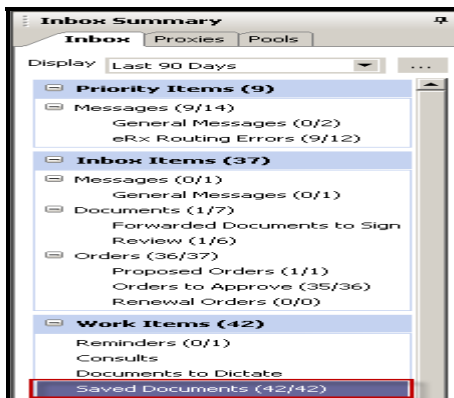 Inbox Summary
Inbox Proxies Pools
Display Last 90 Days ...
Priority Items (9)
Messages (9/14)
General Messages (0/2)
eRx Routing Errors (9/12)
Inbox Items (37)
Messages (0/1)
General Messages (0/1)
Documents (1/7)
Forwarded Documents to Sign
Review (1/6)
Orders (36/37)
Proposed Orders (1/1)
Orders to Approve (35/36)
Renewal Orders (0/0)
Work Items (42)
Reminders (0/1)
Consults
Documents to Dictate
Saved Documents (42/42)